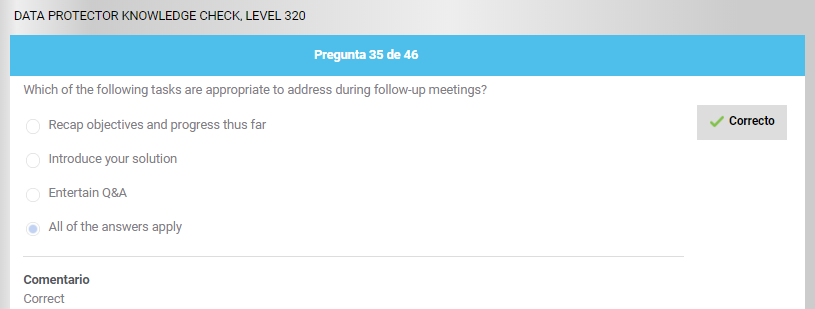 DATA PROTECTOR KNOWLEDGE CHECK, LEVEL 320
Pregunta 35 de 46
Which of the following tasks are appropriate to address during follow-up meetings?
Recap objectives and progress thus far
Correcto
Introduce your solution
Entertain Q&A
All of the answers apply
Comentario
Correct